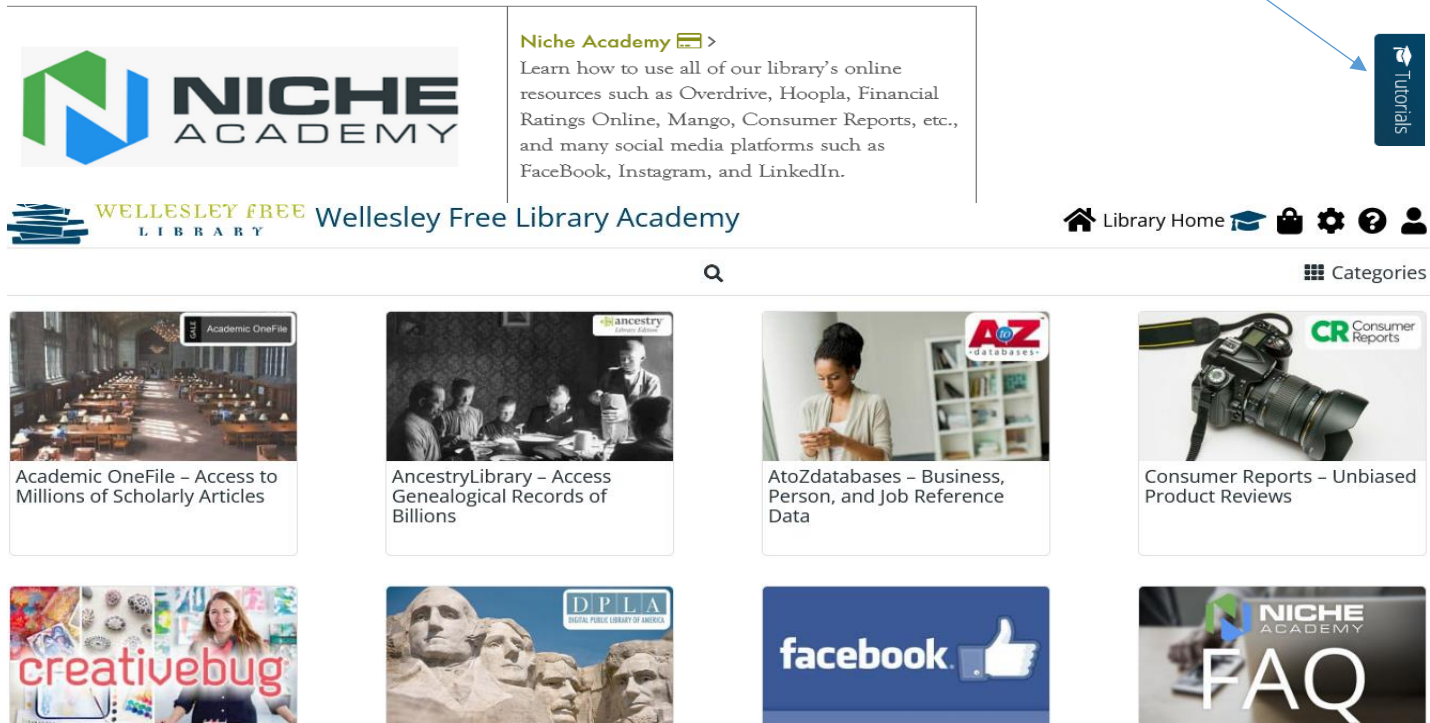 NICHE
ACADEMY
Niche Academy >
Learn how to use all of our library's online
resources such as Overdrive, Hoopla, Financial
Ratings Online, Mango, Consumer Reports, etc.,
and many social media platforms such as
FaceBook, Instagram, and LinkedIn.
Tutorials
WELLESLEY FREE
LIBRARY
Wellesley Free Library Academy
Library Home
Categories
GALE Academic OneFile
ancestry
Library Edition
AtoZ
databases
CR Consumer
Reports
Academic OneFile – Access to
Millions of Scholarly Articles
AncestryLibrary – Access
Genealogical Records of
Billions
AtoZdatabases – Business,
Person, and Job Reference
Data
Consumer Reports – Unbiased
Product Reviews
creativebug
DPLA
DIGITAL PUBLIC LIBRARY OF AMERICA
facebook
NICHE
ACADEMY
FAQ